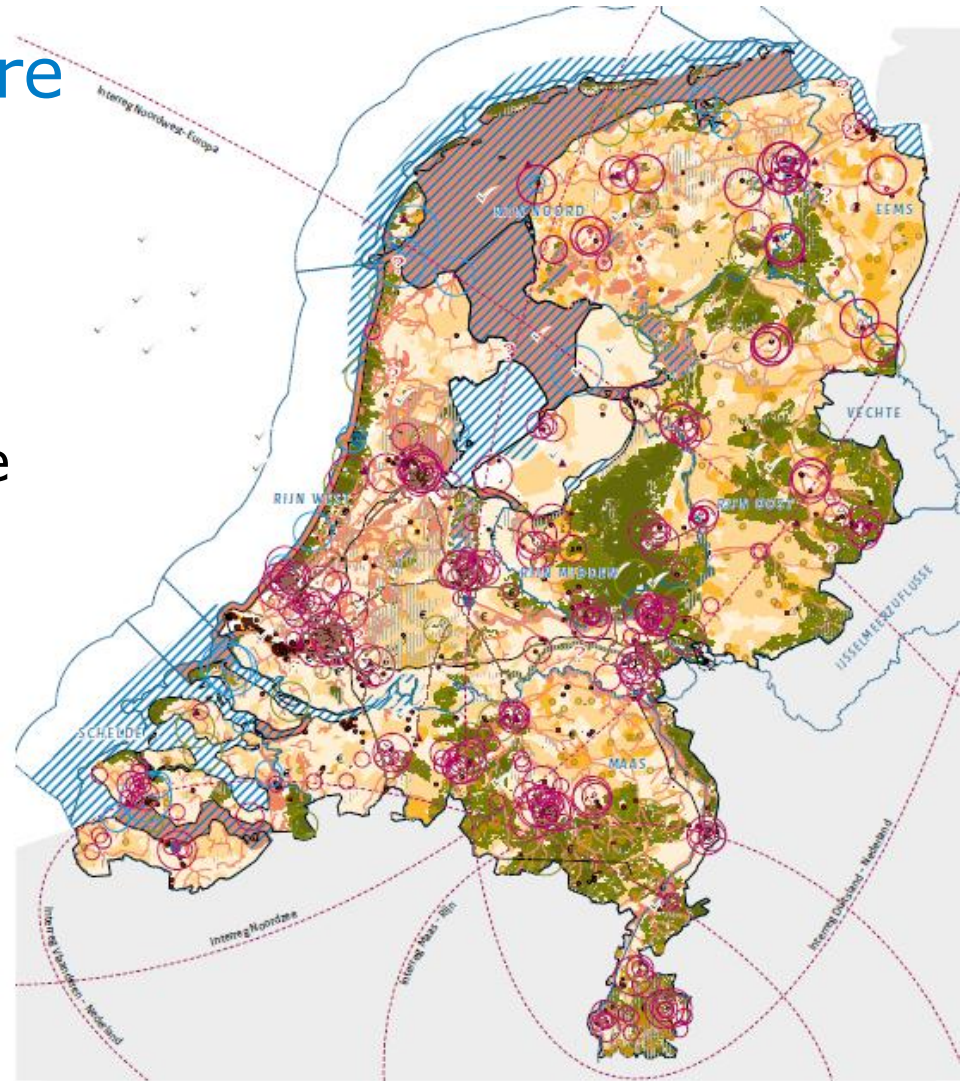 re
Interreg Noordwest-Europa
RIJN NOORD
EEMS
VECHTE
e
RIJN WEST
RIJN OOST
RIJN MIDDEN
IJSSELMEERZUFLUSSE
SCHELDE
MAAS
Interreg Noordzee
Interreg Maas - Rijn
Interreg Duitsland - Nederland
Interreg Vlaanderen - Nederland